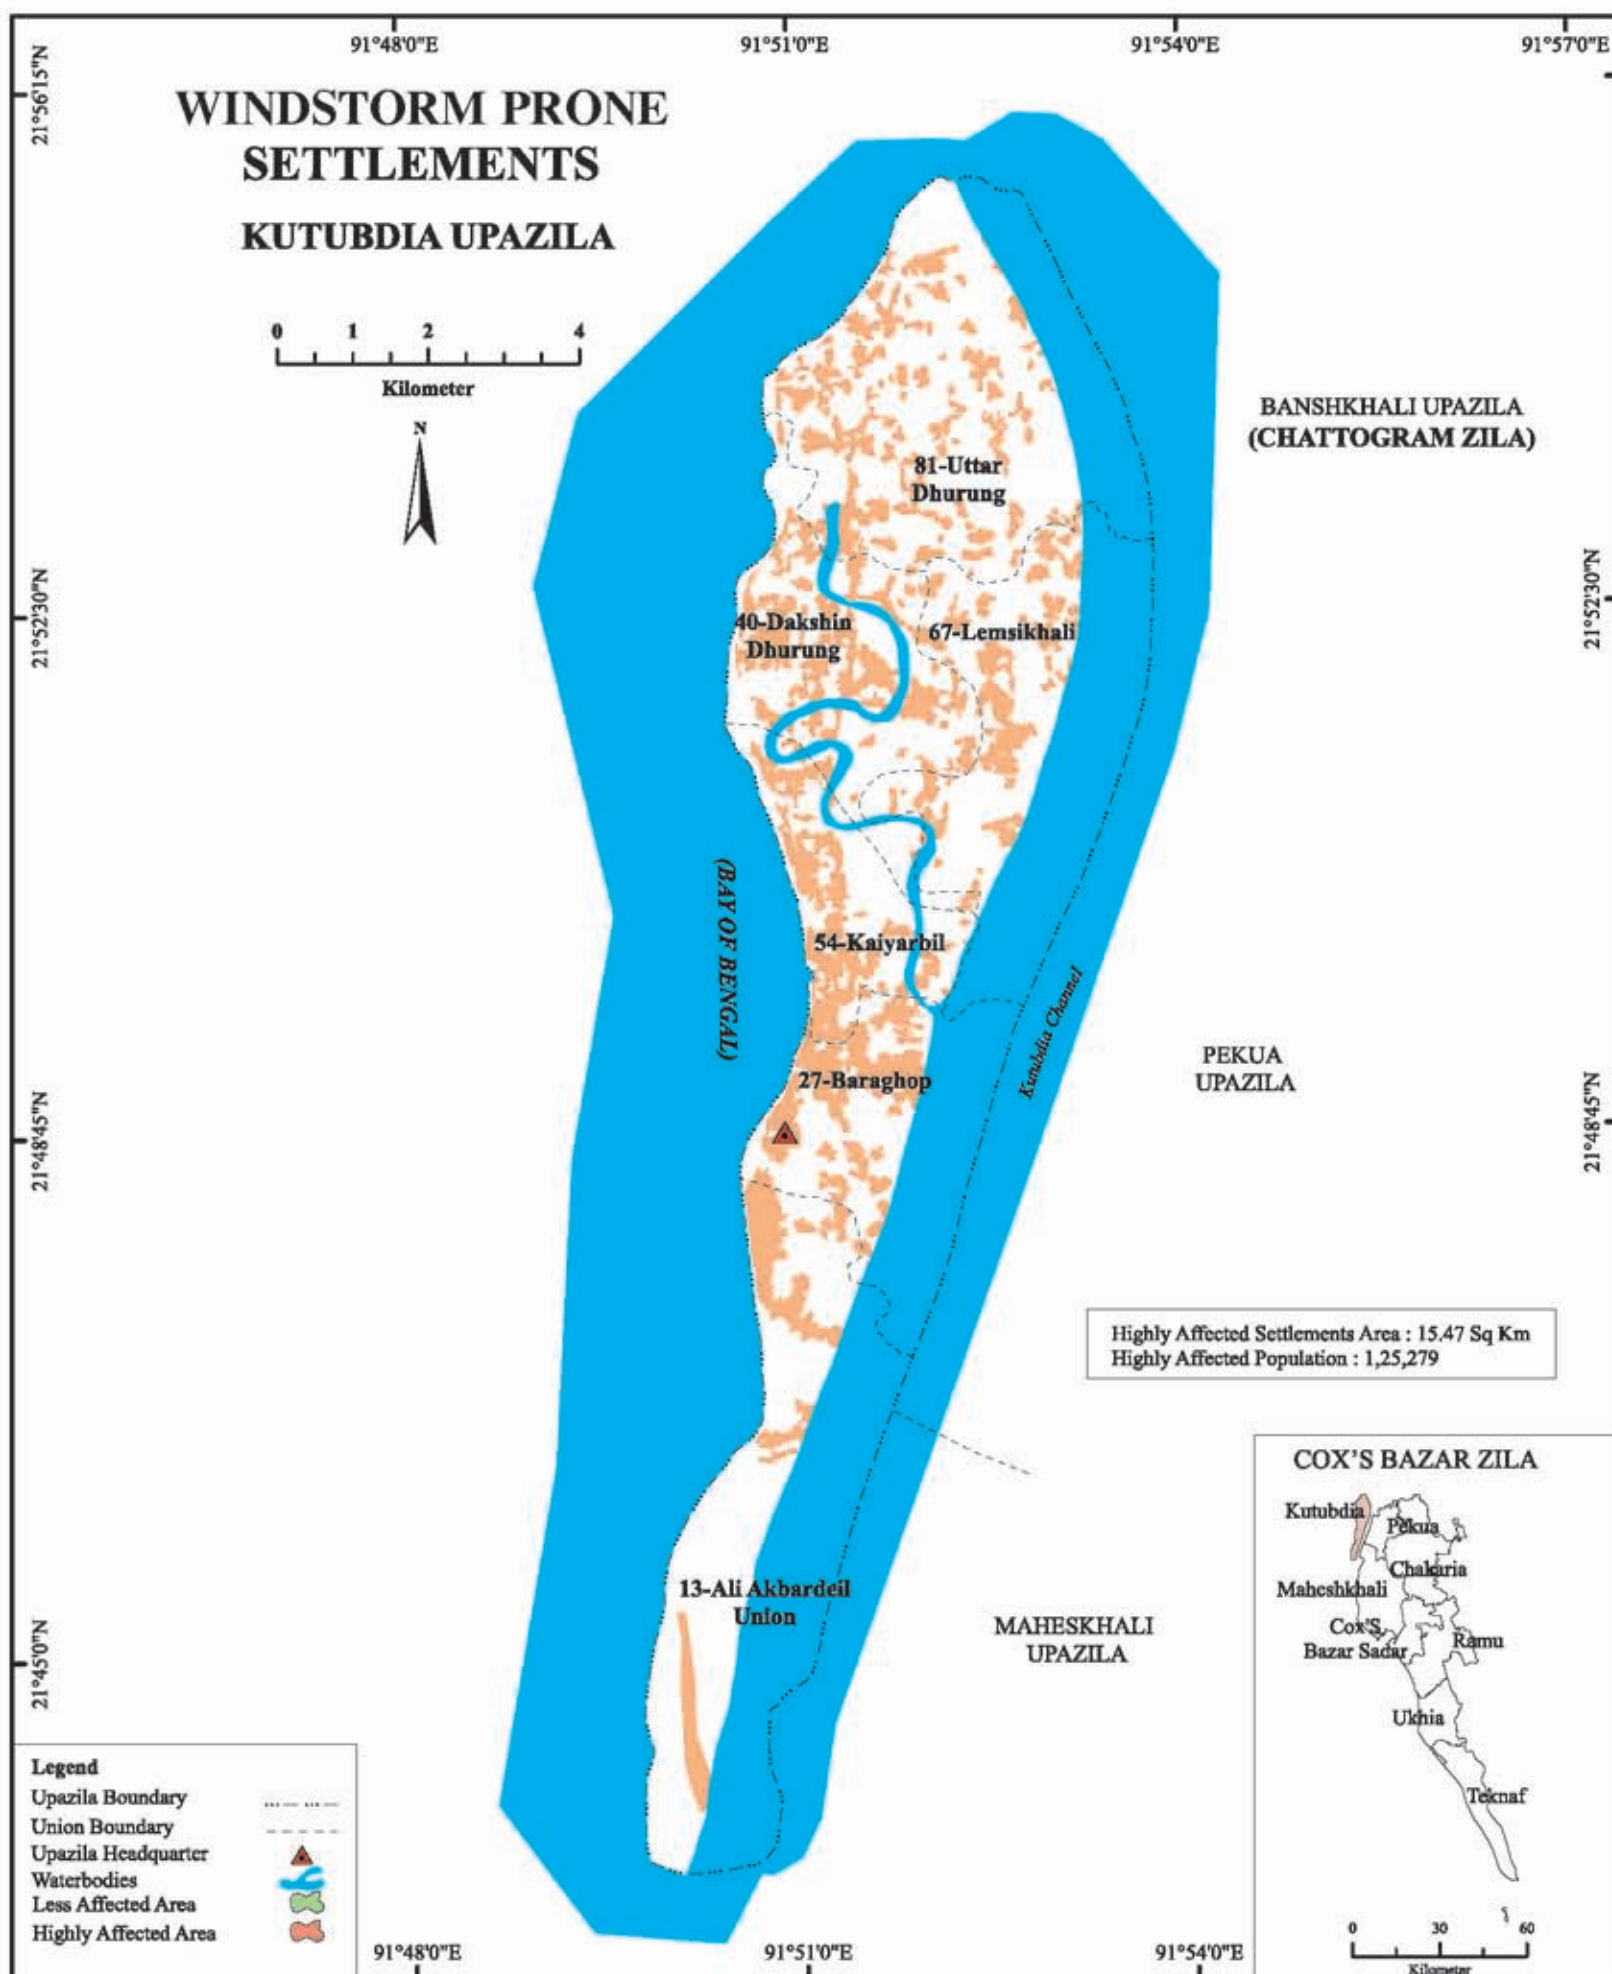 91°48'0"E
91°51'0"E
91°54'0"E
91°57'0"E
21°56'15"N
WINDSTORM PRONE
SETTLEMENTS
KUTUBDIA UPAZILA
0 1 2 4
Kilometer
N
BANSHKHALI UPAZILA
(CHATTOGRAM ZILA)
81-Uttar
Dhurung
21°52'30"N
21°52'30"N
40-Dakshin
Dhurung
67-Lemsikhali
(BAY OF BENGAL)
54-Kaiyarbil
Kutubdia Channel
PEKUA
UPAZILA
27-Baraghop
21°48'45"N
21°48'45"N
Highly Affected Settlements Area : 15.47 Sq Km
Highly Affected Population : 1,25,279
13-Ali Akbardeil
Union
MAHESKHALI
UPAZILA
21°45'0"N
COX'S BAZAR ZILA
Kutubdia
Pekua
Chakaria
Maheshkhali
Cox'S
Bazar Sadar
Ramu
Ukhia
Teknaf
0 30 60
Kilometer
Legend
Upazila Boundary
Union Boundary
Upazila Headquarter
Waterbodies
Less Affected Area
Highly Affected Area
91°48'0"E
91°51'0"E
91°54'0"E